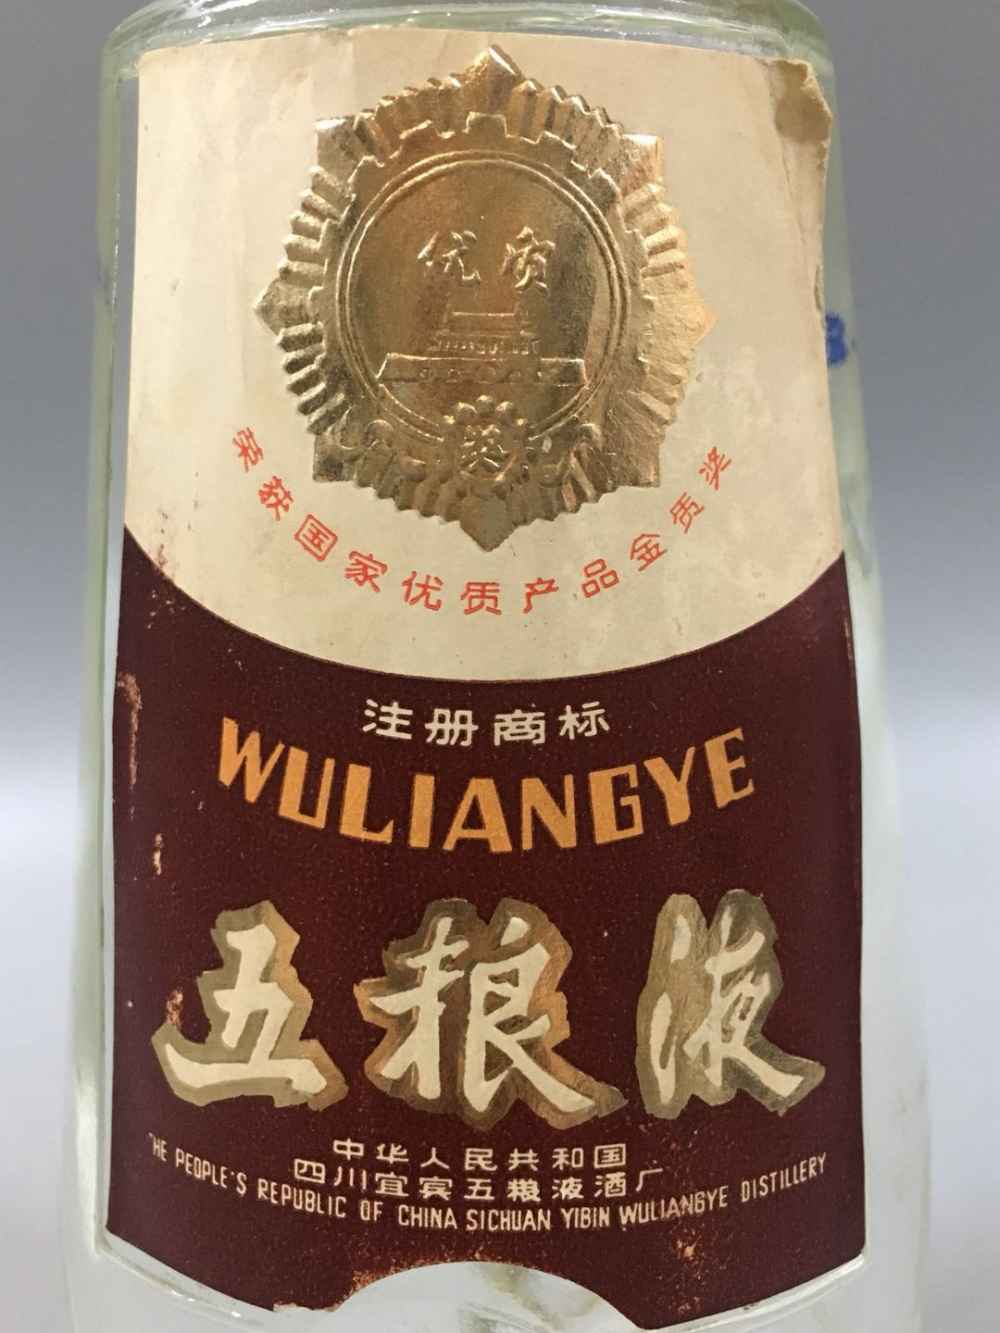 优质
奖
荣获国家优质产品金质奖
注册商标
WULIANGYE
五粮液
中华人民共和国
四川宜宾五粮液酒厂
THE PEOPLE'S REPUBLIC OF CHINA SICHUAN YIBIN WULIANGYE DISTILLERY